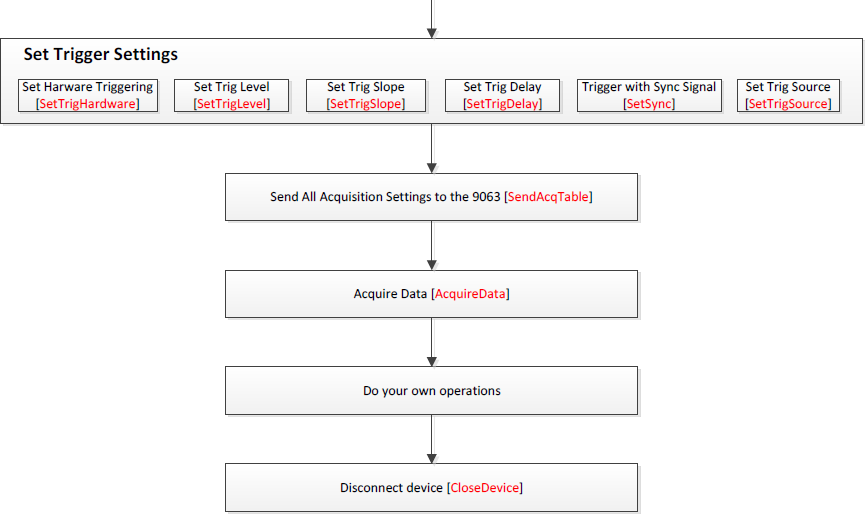 Set Trigger Settings
Set Harware Triggering
[SetTrigHardware]
Set Trig Level
[SetTrigLevel]
Set Trig Slope
[SetTrigSlope]
Set Trig Delay
[SetTrigDelay]
Trigger with Sync Signal
[SetSync]
Set Trig Source
[SetTrigSource]
Send All Acquisition Settings to the 9063 [SendAcqTable]
Acquire Data [AcquireData]
Do your own operations
Disconnect device [CloseDevice]